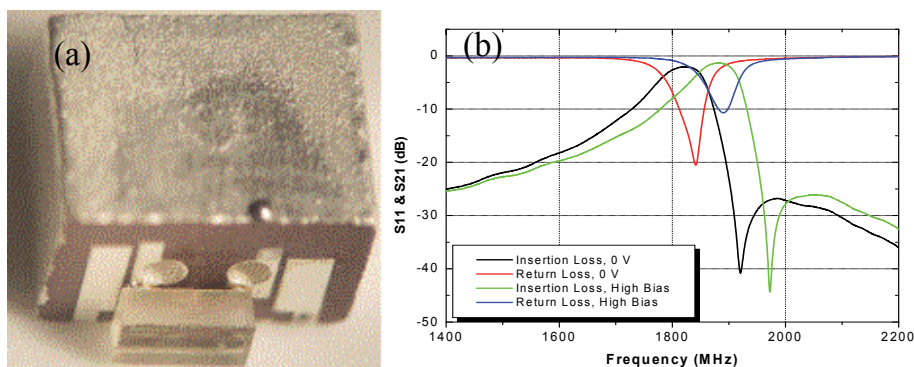 (a)
(b)
S11 & S21 (dB)
0
-10
-20
-30
-40
-50
Insertion Loss, 0 V
Return Loss, 0 V
Insertion Loss, High Bias
Return Loss, High Bias
1400
1600
1800
2000
2200
Frequency (MHz)